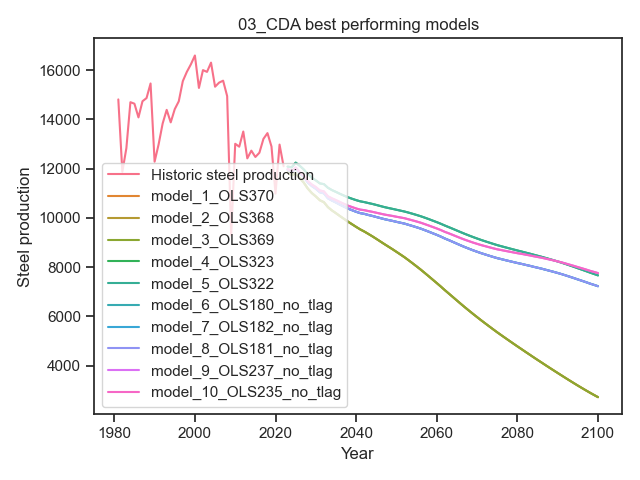 03_CDA best performing models
Steel production
16000
14000
12000
10000
8000
6000
4000
Historic steel production
model_1_OLS370
model_2_OLS368
model_3_OLS369
model_4_OLS323
model_5_OLS322
model_6_OLS180_no_tlag
model_7_OLS182_no_tlag
model_8_OLS181_no_tlag
model_9_OLS237_no_tlag
model_10_OLS235_no_tlag
1980
2000
2020
2040
2060
2080
2100
Year